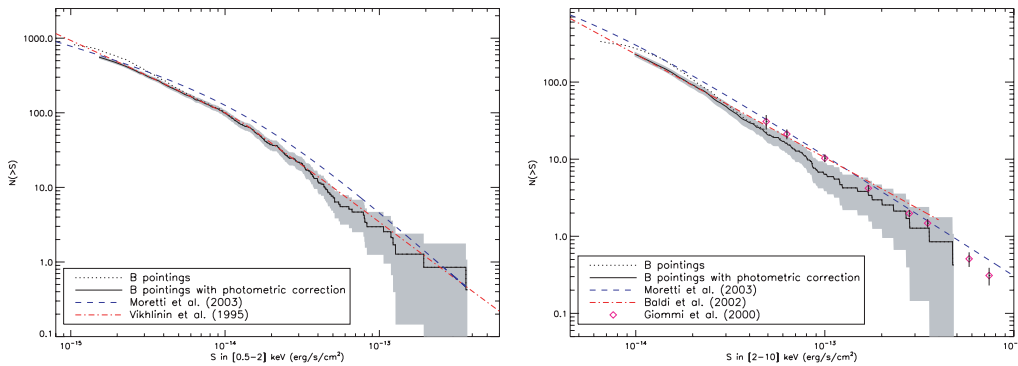 1000.0
100.0
10.0
1.0
0.1
N(>S)
B pointings
B pointings with photometric correction
Moretti et al. (2003)
Vikhlinin et al. (1995)
10−15
10−14
10−13
S in [0.5−2] keV (erg/s/cm2)
100.0
10.0
1.0
0.1
N(>S)
B pointings
B pointings with photometric correction
Moretti et al. (2003)
Baldi et al. (2002)
Giommi et al. (2000)
10−14
10−13
10−1
S in [2−10] keV (erg/s/cm2)